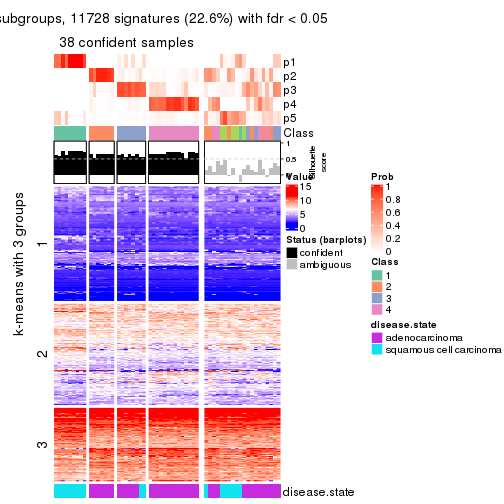 subgroups, 11728 signatures (22.6%) with fdr < 0.05
38 confident samples
p1
p2
p3
p4
p5
Class
1
0.5
0
Silhouette
score
k-means with 3 groups
1
2
3
disease.state
Value
15
10
5
0
Status (barplots)
confident
ambiguous
Prob
1
0.8
0.6
0.4
0.2
0
Class
1
2
3
4
disease.state
adenocarcinoma
squamous cell carcinoma